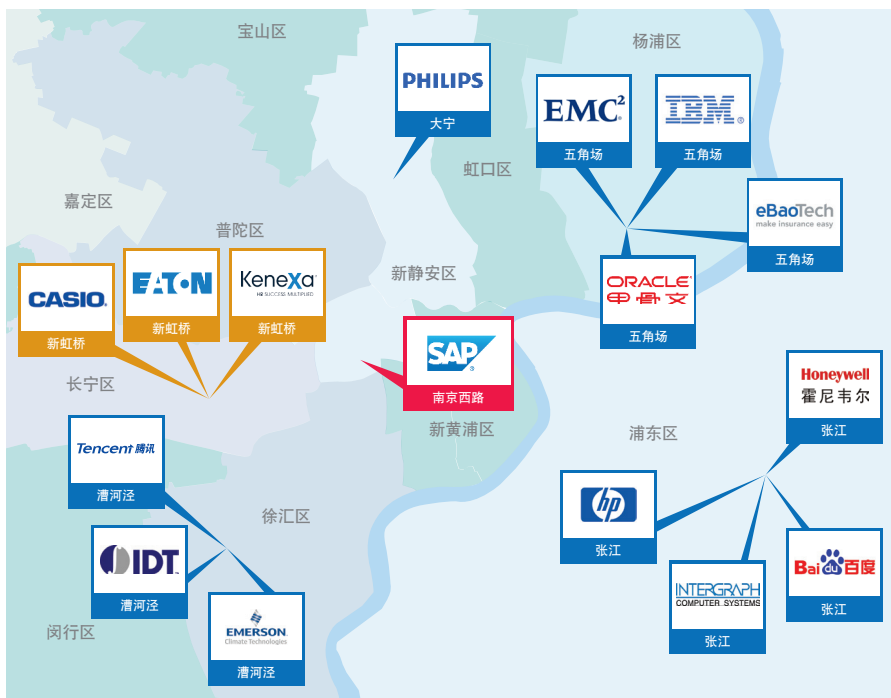 宝山区
杨浦区
PHILIPS
大宁
EMC²
五角场
IBM®
五角场
虹口区
嘉定区
eBaoTech
make insurance easy
五角场
普陀区
新静安区
CASIO
新虹桥
EATON
新虹桥
Kenexa
HR SUCCESS MULTIPLIED
新虹桥
ORACLE
甲骨文
五角场
SAP®
南京西路
长宁区
新黄浦区
浦东区
Honeywell
霍尼韦尔
张江
Tencent 腾讯
漕河泾
hp
张江
徐汇区
IDT
漕河泾
INTERGRAPH
COMPUTER SYSTEMS
张江
Bai du 百度
张江
EMERSON
Climate Technologies
漕河泾
闵行区